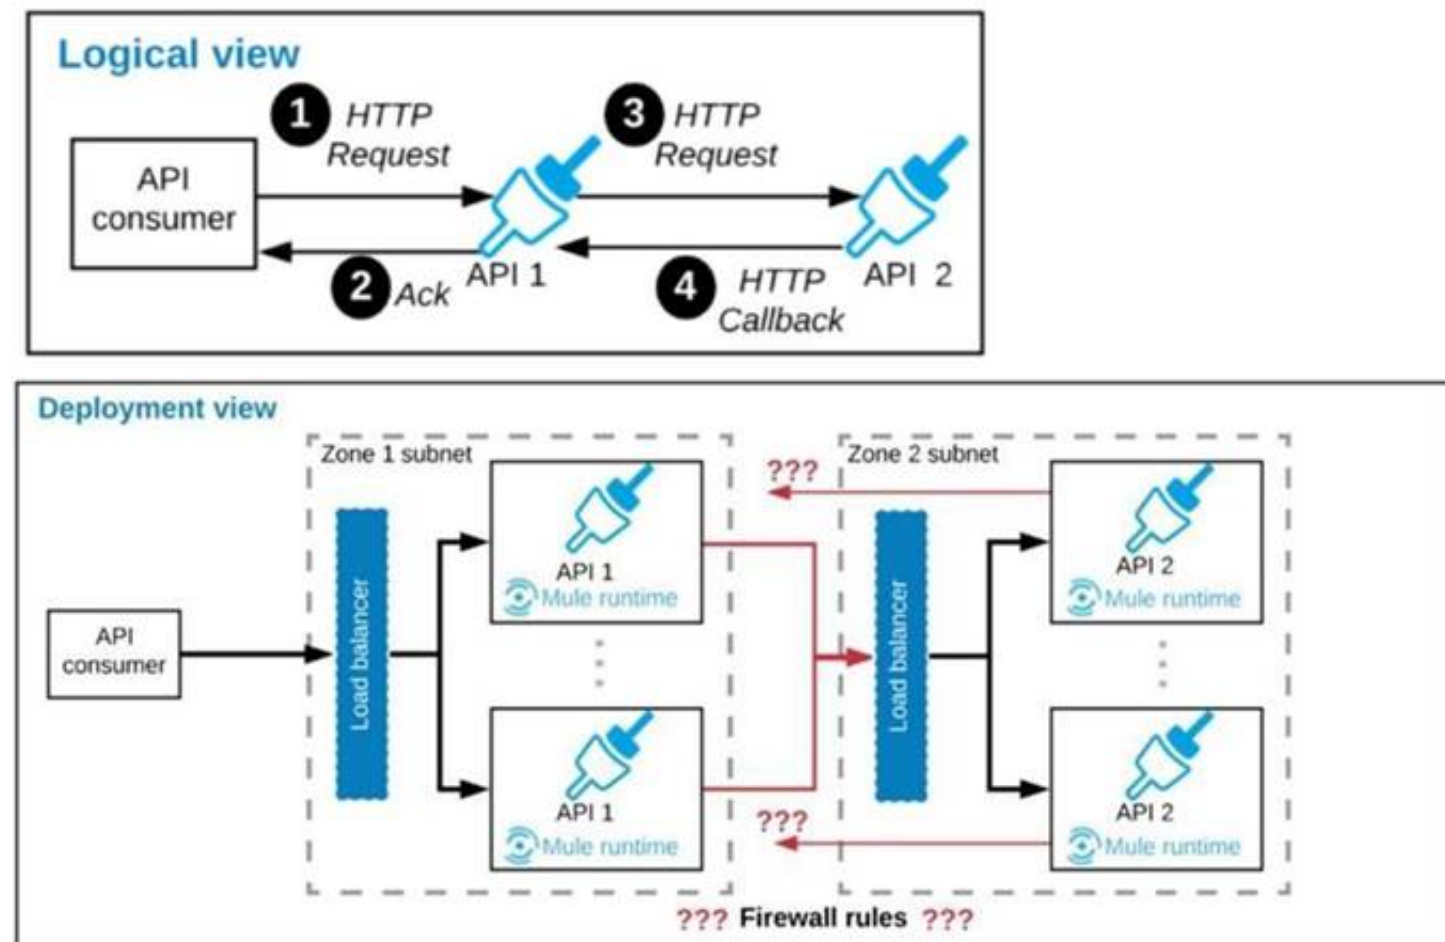 Logical view
1 HTTP
Request
3 HTTP
Request
API
consumer
2 Ack
API 1
4 HTTP
Callback
API 2
Deployment view
Zone 1 subnet
Zone 2 subnet
???
API
consumer
Load balancer
API 1
Mule runtime
API 1
Mule runtime
Load balancer
API 2
Mule runtime
???
API 2
Mule runtime
??? Firewall rules ???